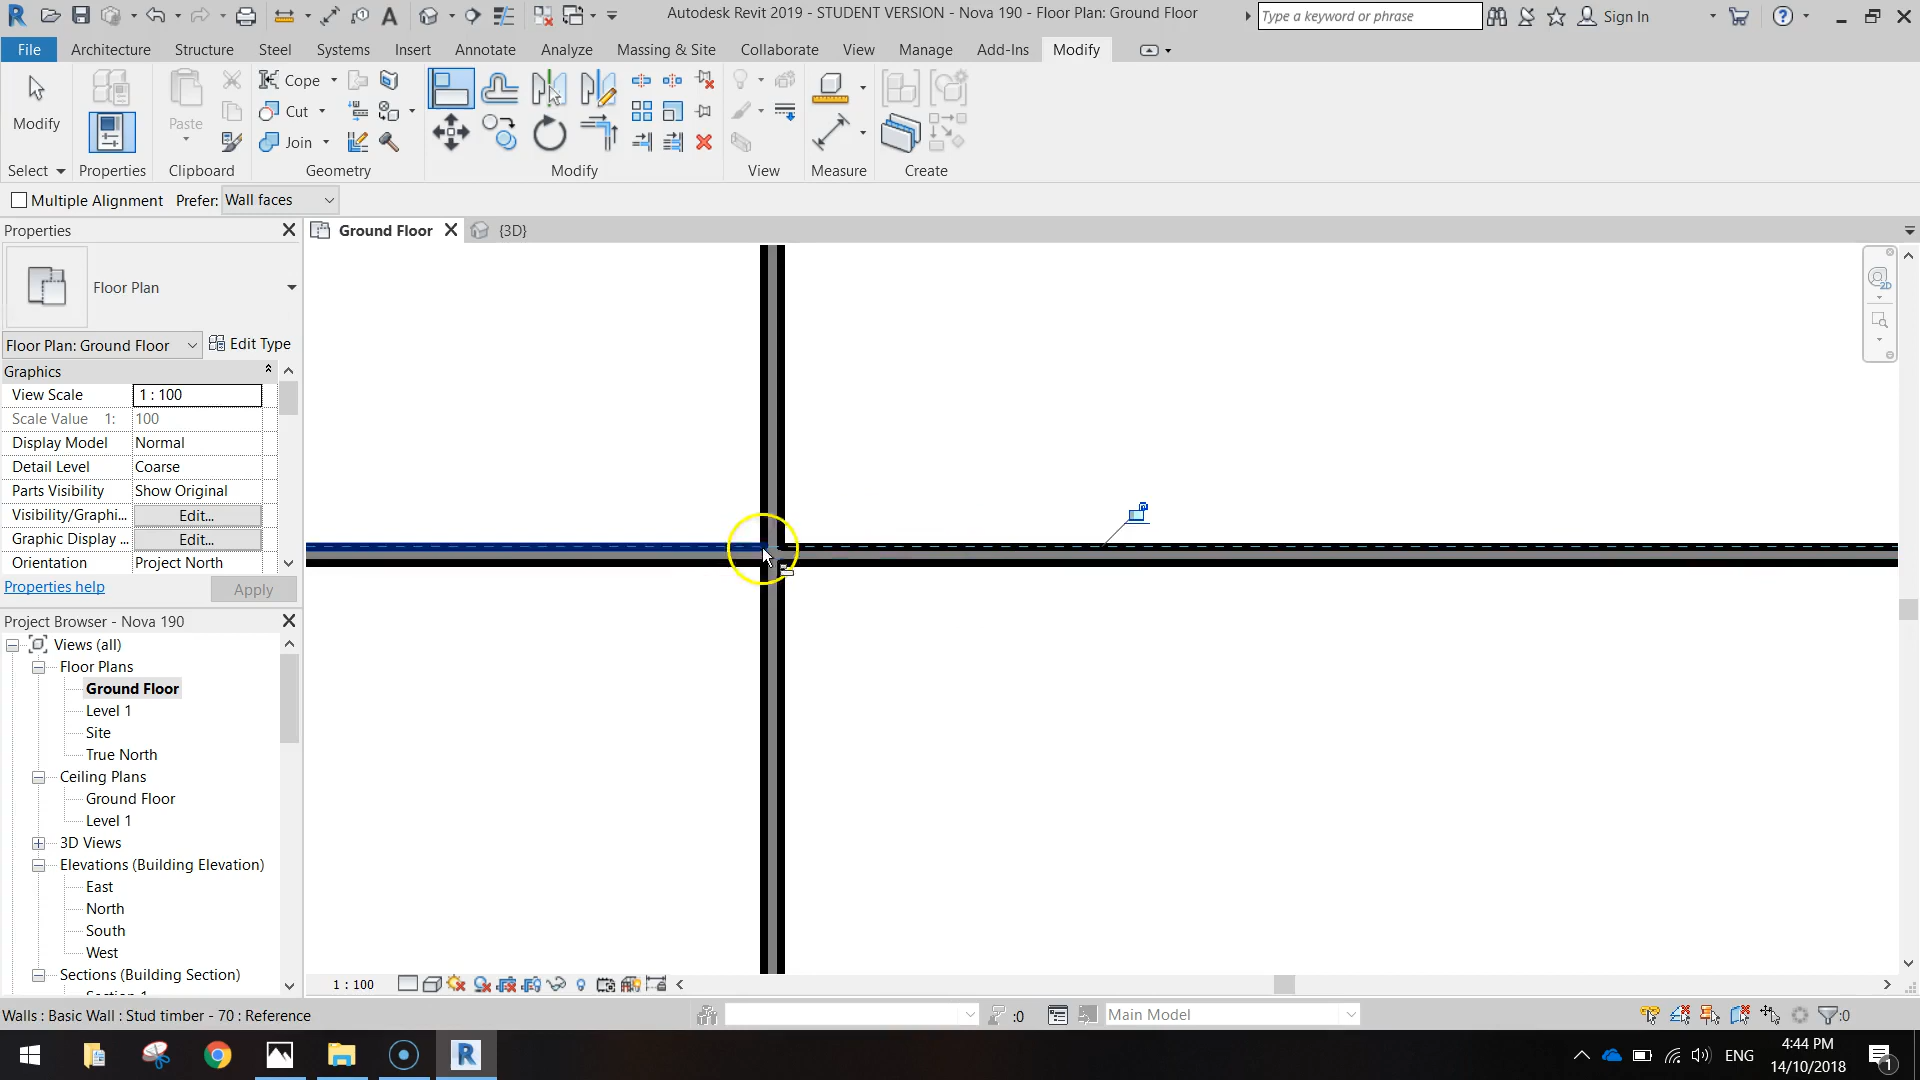 Autodesk Revit 2019 - STUDENT VERSION - Nova 190 - Floor Plan: Ground Floor
Type a keyword or phrase
Sign In
File Architecture Structure Steel Systems Insert Annotate Analyze Massing & Site Collaborate View Manage Add-Ins Modify
Modify
Paste
Cope
Cut
Join
Select Properties Clipboard Geometry Modify View Measure Create
Multiple Alignment Prefer: Wall faces
Properties
Ground Floor {3D}
Floor Plan
Floor Plan: Ground Floor Edit Type
Graphics
View Scale 1 : 100
Scale Value 1: 100
Display Model Normal
Detail Level Coarse
Parts Visibility Show Original
Visibility/Graphi... Edit...
Graphic Display ... Edit...
Orientation Project North
Properties help Apply
Project Browser - Nova 190
Views (all)
Floor Plans
Ground Floor
Level 1
Site
True North
Ceiling Plans
Ground Floor
Level 1
3D Views
Elevations (Building Elevation)
East
North
South
West
Sections (Building Section)
2D
1 : 100
Walls : Basic Wall : Stud timber - 70 : Reference
:0
Main Model
:0
ENG
4:44 PM
14/10/2018
1